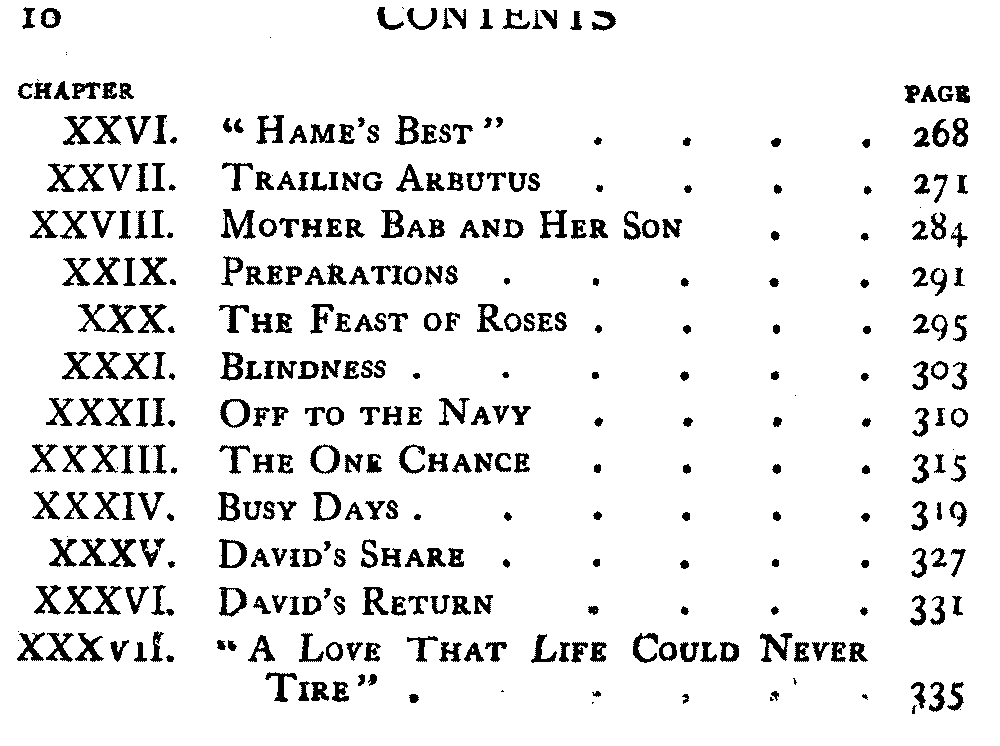 10 CONTENTS
CHAPTER PAGE
XXVI. “ HAME’S BEST ” . . . . 268
XXVII. TRAILING ARBUTUS . . . . 271
XXVIII. MOTHER BAB AND HER SON . . 284
XXIX. PREPARATIONS . . . . . 291
XXX. THE FEAST OF ROSES . . . . 295
XXXI. BLINDNESS . . . . . . 303
XXXII. OFF TO THE NAVY . . . . 310
XXXIII. THE ONE CHANCE . . . . 315
XXXIV. BUSY DAYS . . . . . . 319
XXXV. DAVID’S SHARE . . . . . 327
XXXVI. DAVID’S RETURN . . . . 331
XXXVII. “A LOVE THAT LIFE COULD NEVER
TIRE” . . . . . 335